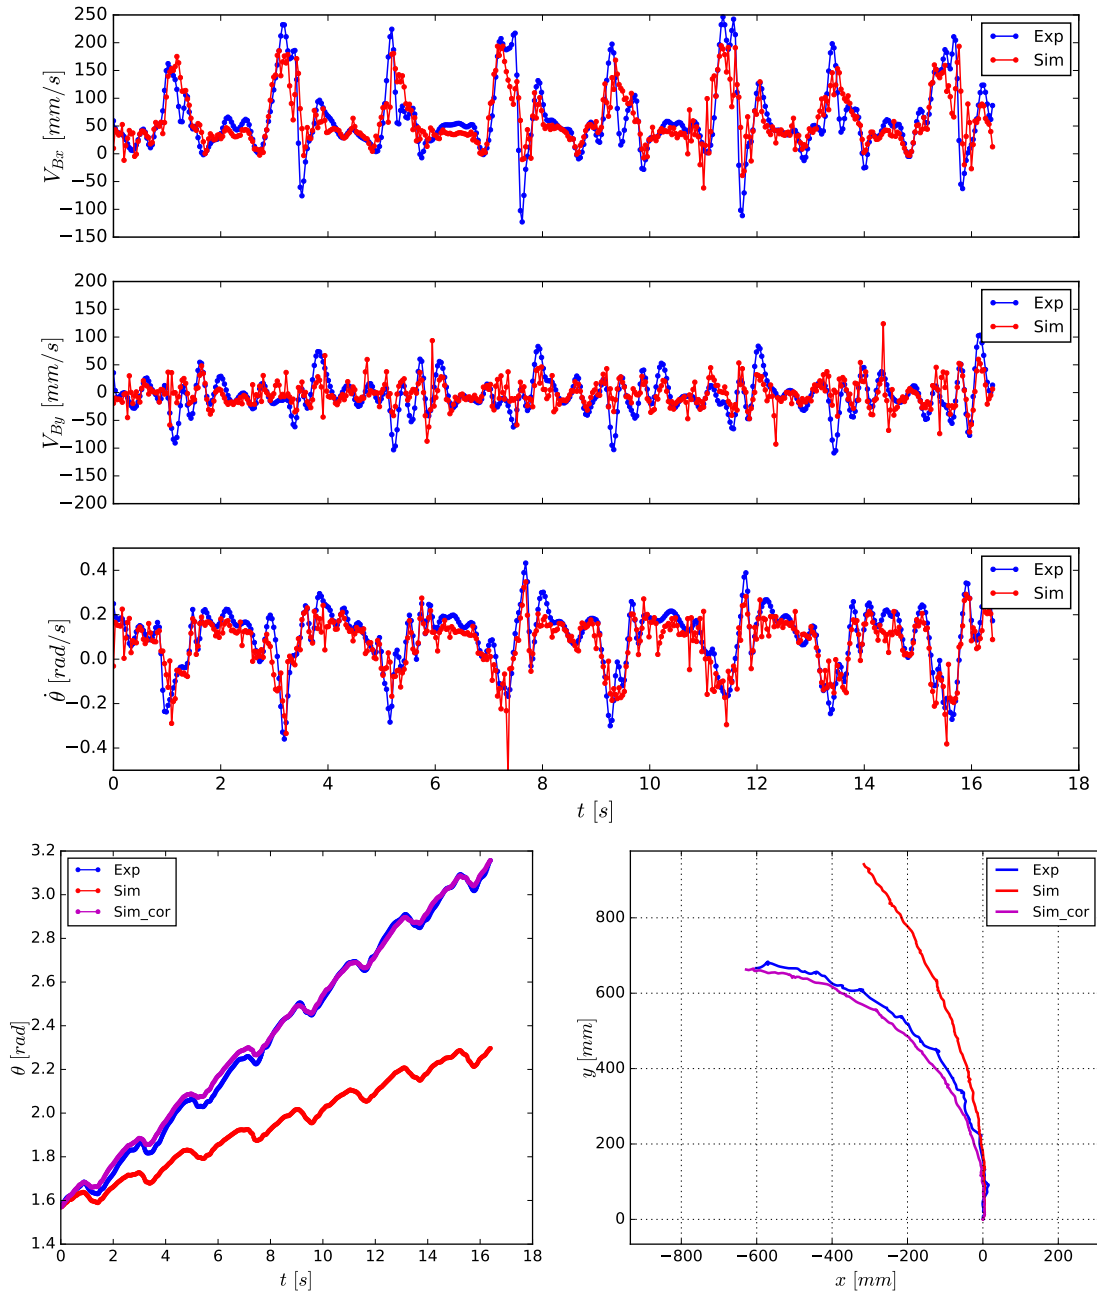 250
200
150
100
50
0
−50
−100
−150
V_{Bx} [mm/s]
Exp
Sim
200
150
100
50
0
−50
−100
−150
−200
V_{By} [mm/s]
Exp
Sim
0.4
0.2
0.0
−0.2
−0.4
θ̇ [rad/s]
Exp
Sim
0 2 4 6 8 10 12 14 16 18
t [s]
3.2
3.0
2.8
2.6
2.4
2.2
2.0
1.8
1.6
1.4
θ [rad]
Exp
Sim
Sim_cor
0 2 4 6 8 10 12 14 16 18
t [s]
800
600
400
200
0
y [mm]
Exp
Sim
Sim_cor
−800 −600 −400 −200 0 200
x [mm]